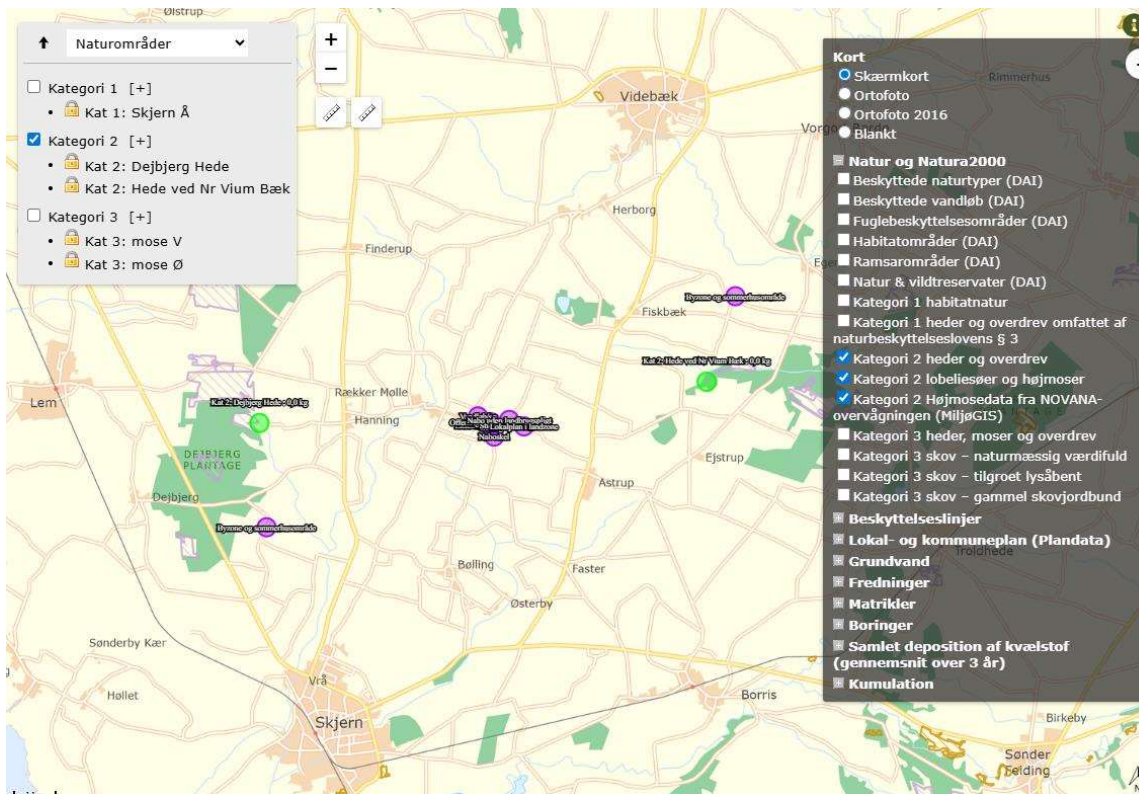 Ølstrup
Naturområder
Kategori 1 [+]
• Kat 1: Skjern Å
Kategori 2 [+]
• Kat 2: Dejbjerg Hede
• Kat 2: Hede ved Nr Vium Bæk
Kategori 3 [+]
• Kat 3: mose V
• Kat 3: mose Ø
+
−
Videbæk
Herborg
Finderup
Fiskbæk
Byzone og sommerhusområde
Kat 2: Hede ved Nr Vium Bæk : 0,0 kg
Lem
Rækker Mølle
Kat 2: Dejbjerg Hede : 0,0 kg
Hanning
Lokalplan i landzone
Naboskel
DEJBJERG
PLANTAGE
Ejstrup
Astrup
Dejbjerg
Byzone og sommerhusområde
Bølling
Faster
Østerby
Sønderby Kær
Høllet
Vrå
Skjern
Borris
Kort
Skærmkort
Ortofoto
Ortofoto 2016
Blankt
Rimmerhus
Natur og Natura2000
Beskyttede naturtyper (DAI)
Beskyttede vandløb (DAI)
Fuglebeskyttelsesområder (DAI)
Habitatområder (DAI)
Ramsarområder (DAI)
Natur & vildtreservater (DAI)
Kategori 1 habitatnatur
Kategori 1 heder og overdrev omfattet af
naturbeskyttelseslovens § 3
Kategori 2 heder og overdrev
Kategori 2 lobeliesøer og højmoser
Kategori 2 Højmosedata fra NOVANA-
overvågningen (MiljøGIS)
Kategori 3 heder, moser og overdrev
Kategori 3 skov – naturmæssig værdifuld
Kategori 3 skov – tilgroet lysåbent
Kategori 3 skov – gammel skovjordbund
Beskyttelseslinjer
Lokal- og kommuneplan (Plandata)
Troldhede
Grundvand
Fredninger
Matrikler
Boringer
Samlet deposition af kvælstof
(gennemsnit over 3 år)
Kumulation
Birkeby
Sønder
Felding